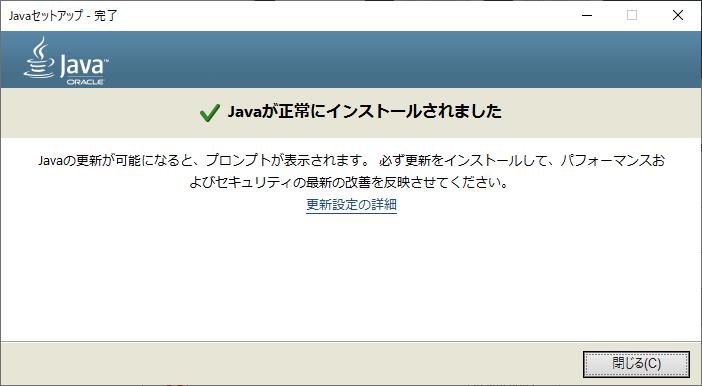 Javaセットアップ - 完了
Java™
ORACLE
Javaが正常にインストールされました
Javaの更新が可能になると、プロンプトが表示されます。 必ず更新をインストールして、パフォーマンスお
よびセキュリティの最新の改善を反映させてください。
更新設定の詳細
閉じる(C)